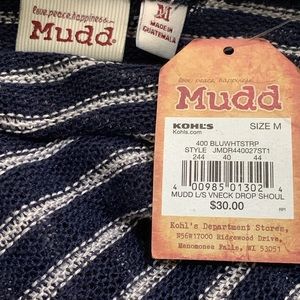 love.peace.happiness...
Mudd
M
MADE IN
GUATEMALA
love. peace. happiness...
Mudd
KOHL'S
Kohls.com
SIZE M
400 BLUWHTSTRP
STYLE JMDR440027ST1
244 40 44
4 00985 01302 4
MUDD L/S VNECK DROP SHOUL
$30.00
Kohl's Department Stores,
N56W17000 Ridgewood Drive,
Menomonee Falls, WI 53051